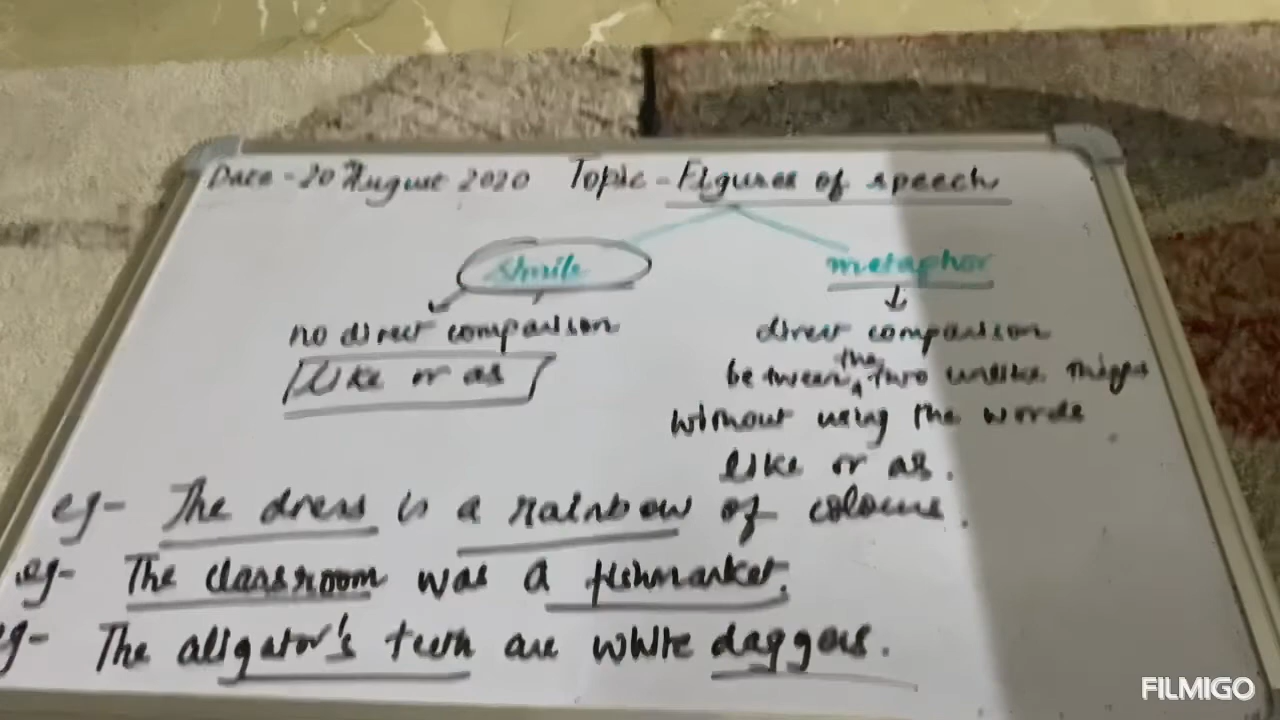 Date - 20 August 2020 Topic - Figures of speech
Simile
metaphor
no direct comparison
like or as
direct comparison
between the two unlike things
without using the words
like or as.
eg- The dress is a rainbow of colours.
eg- The classroom was a fishmarket.
eg- The aligator's teeth are white daggers.
FILMIGO